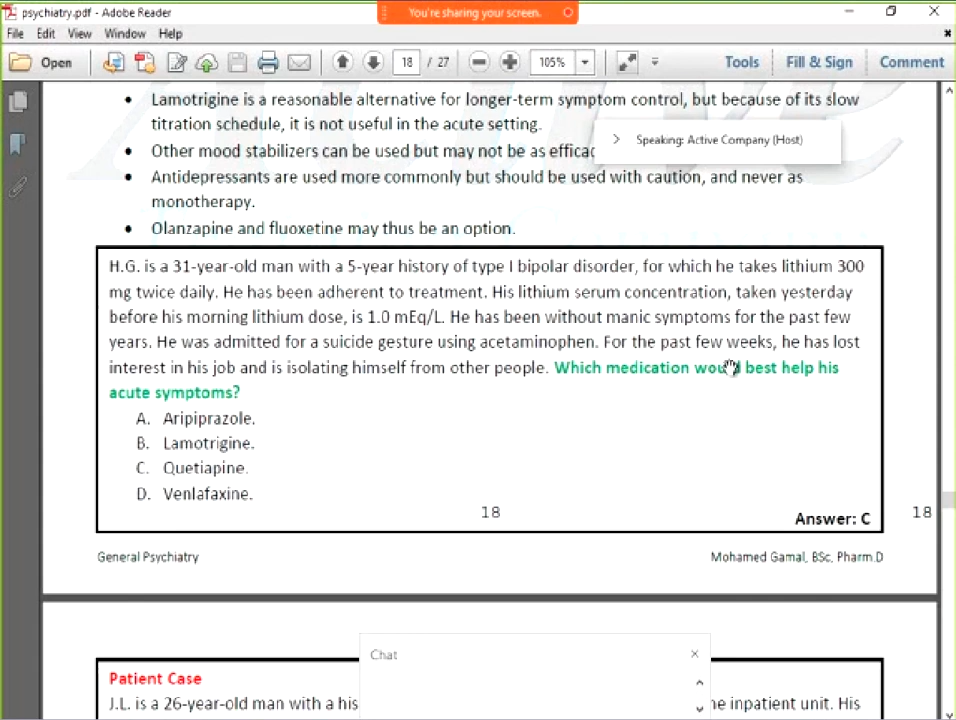 psychiatry.pdf - Adobe Reader
You're sharing your screen.
File Edit View Window Help
Open 18 / 27 105% Tools Fill & Sign Comment
• Lamotrigine is a reasonable alternative for longer-term symptom control, but because of its slow
titration schedule, it is not useful in the acute setting.
Speaking: Active Company (Host)
• Other mood stabilizers can be used but may not be as
• Antidepressants are used more commonly but should be used with caution, and never as
monotherapy.
• Olanzapine and fluoxetine may thus be an option.
H.G. is a 31-year-old man with a 5-year history of type I bipolar disorder, for which he takes lithium 300
mg twice daily. He has been adherent to treatment. His lithium serum concentration, taken yesterday
before his morning lithium dose, is 1.0 mEq/L. He has been without manic symptoms for the past few
years. He was admitted for a suicide gesture using acetaminophen. For the past few weeks, he has lost
interest in his job and is isolating himself from other people. Which medication would best help his
acute symptoms?
A. Aripiprazole.
B. Lamotrigine.
C. Quetiapine.
D. Venlafaxine.
18
18
Answer: C
General Psychiatry
Mohamed Gamal, BSc, Pharm.D
Chat
Patient Case
J.L. is a 26-year-old man with a his
he inpatient unit. His